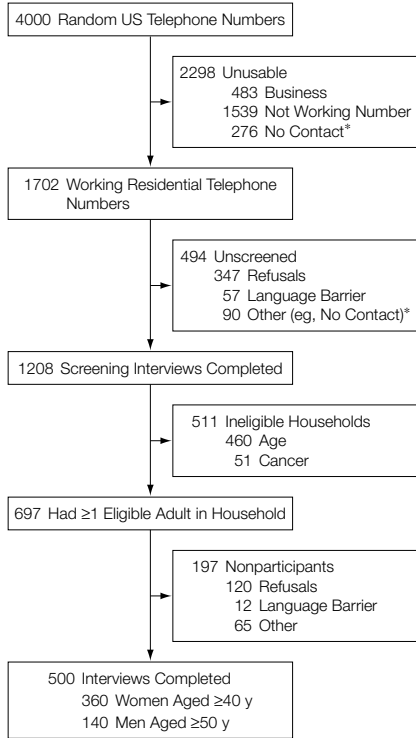 4000 Random US Telephone Numbers
2298 Unusable
483 Business
1539 Not Working Number
276 No Contact*
1702 Working Residential Telephone
Numbers
494 Unscreened
347 Refusals
57 Language Barrier
90 Other (eg, No Contact)*
1208 Screening Interviews Completed
511 Ineligible Households
460 Age
51 Cancer
697 Had ≥1 Eligible Adult in Household
197 Nonparticipants
120 Refusals
12 Language Barrier
65 Other
500 Interviews Completed
360 Women Aged ≥40 y
140 Men Aged ≥50 y